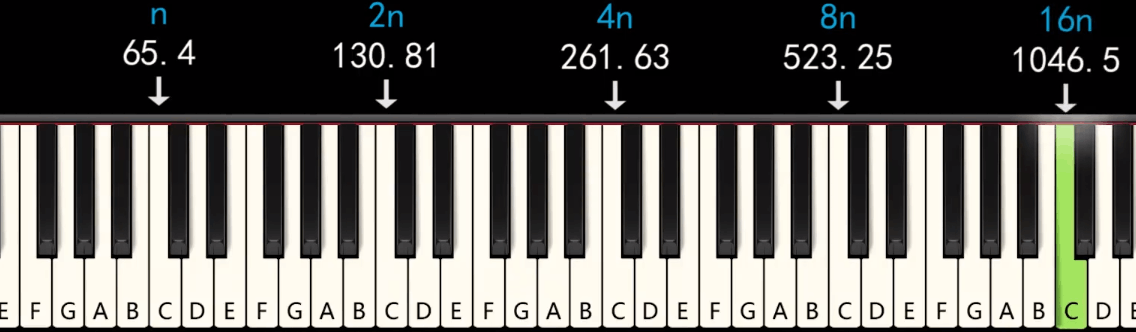 n 2n 4n 8n 16n
65.4 130.81 261.63 523.25 1046.5
E F G A B C D E F G A B C D E F G A B C D E F G A B C D E F G A B C D E